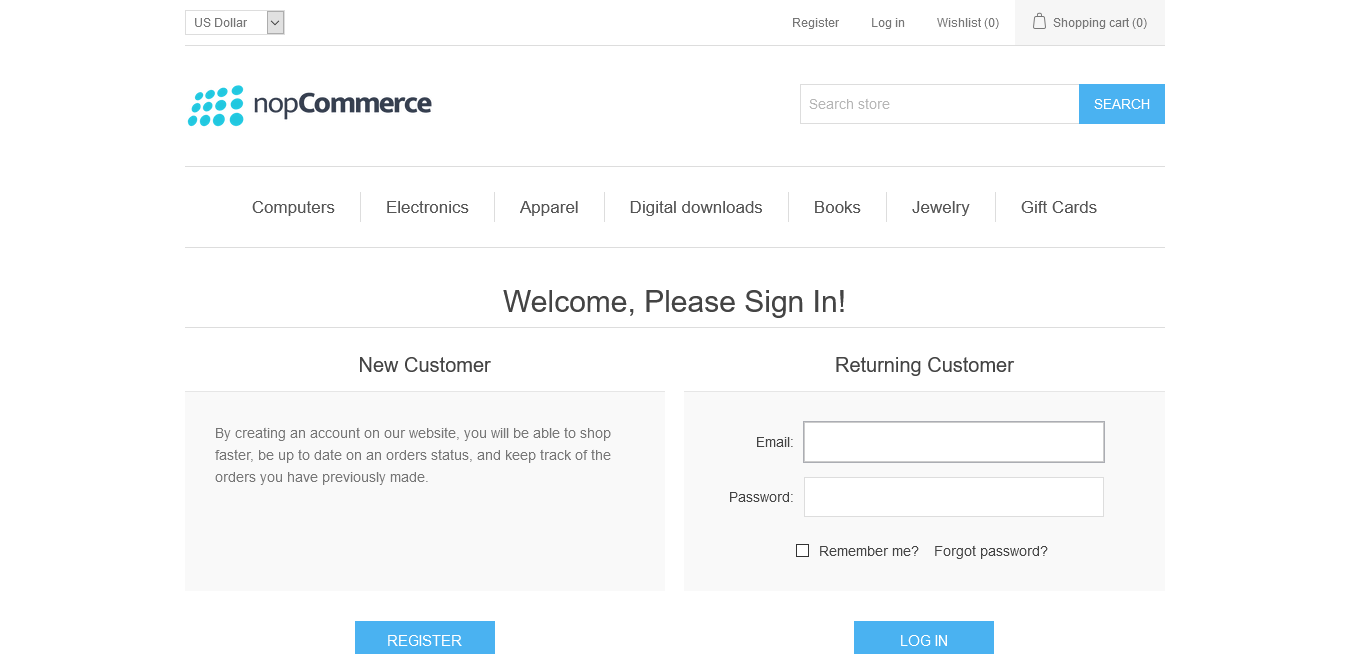 US Dollar
Register
Log in
Wishlist (0)
Shopping cart (0)
nopCommerce
Search store
SEARCH
Computers
Electronics
Apparel
Digital downloads
Books
Jewelry
Gift Cards
Welcome, Please Sign In!
New Customer
By creating an account on our website, you will be able to shop
faster, be up to date on an orders status, and keep track of the
orders you have previously made.
REGISTER
Returning Customer
Email:
Password:
Remember me?
Forgot password?
LOG IN